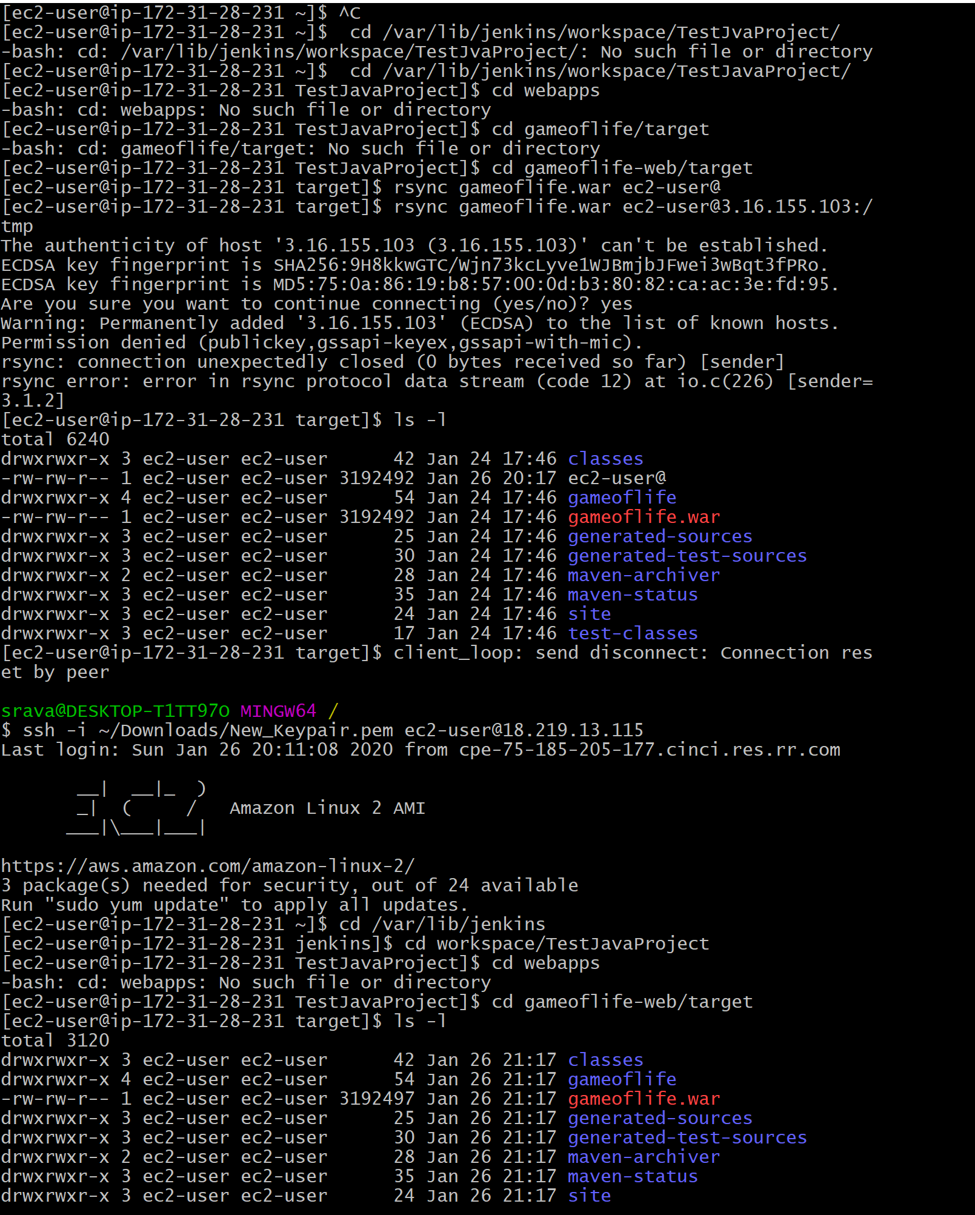 [ec2-user@ip-172-31-28-231 ~]$ ^C
[ec2-user@ip-172-31-28-231 ~]$  cd /var/lib/jenkins/workspace/TestJvaProject/
-bash: cd: /var/lib/jenkins/workspace/TestJvaProject/: No such file or directory
[ec2-user@ip-172-31-28-231 ~]$  cd /var/lib/jenkins/workspace/TestJavaProject/
[ec2-user@ip-172-31-28-231 TestJavaProject]$ cd webapps
-bash: cd: webapps: No such file or directory
[ec2-user@ip-172-31-28-231 TestJavaProject]$ cd gameoflife/target
-bash: cd: gameoflife/target: No such file or directory
[ec2-user@ip-172-31-28-231 TestJavaProject]$ cd gameoflife-web/target
[ec2-user@ip-172-31-28-231 target]$ rsync gameoflife.war ec2-user@
[ec2-user@ip-172-31-28-231 target]$ rsync gameoflife.war ec2-user@3.16.155.103:/
tmp
The authenticity of host '3.16.155.103 (3.16.155.103)' can't be established.
ECDSA key fingerprint is SHA256:9H8kkwGTC/Wjn73kcLyve1WJBmjbJFwei3wBqt3fPRo.
ECDSA key fingerprint is MD5:75:0a:86:19:b8:57:00:0d:b3:80:82:ca:ac:3e:fd:95.
Are you sure you want to continue connecting (yes/no)? yes
Warning: Permanently added '3.16.155.103' (ECDSA) to the list of known hosts.
Permission denied (publickey,gssapi-keyex,gssapi-with-mic).
rsync: connection unexpectedly closed (0 bytes received so far) [sender]
rsync error: error in rsync protocol data stream (code 12) at io.c(226) [sender=
3.1.2]
[ec2-user@ip-172-31-28-231 target]$ ls -l
total 6240
drwxrwxr-x 3 ec2-user ec2-user      42 Jan 24 17:46 classes
-rw-rw-r-- 1 ec2-user ec2-user 3192492 Jan 26 20:17 ec2-user@
drwxrwxr-x 4 ec2-user ec2-user      54 Jan 24 17:46 gameoflife
-rw-rw-r-- 1 ec2-user ec2-user 3192492 Jan 24 17:46 gameoflife.war
drwxrwxr-x 3 ec2-user ec2-user      25 Jan 24 17:46 generated-sources
drwxrwxr-x 3 ec2-user ec2-user      30 Jan 24 17:46 generated-test-sources
drwxrwxr-x 2 ec2-user ec2-user      28 Jan 24 17:46 maven-archiver
drwxrwxr-x 3 ec2-user ec2-user      35 Jan 24 17:46 maven-status
drwxrwxr-x 3 ec2-user ec2-user      24 Jan 24 17:46 site
drwxrwxr-x 3 ec2-user ec2-user      17 Jan 24 17:46 test-classes
[ec2-user@ip-172-31-28-231 target]$ client_loop: send disconnect: Connection res
et by peer
srava@DESKTOP-T1TT97O MINGW64 /
$ ssh -i ~/Downloads/New_Keypair.pem ec2-user@18.219.13.115
Last login: Sun Jan 26 20:11:08 2020 from cpe-75-185-205-177.cinci.res.rr.com
       __|  __|_  )
       _|  (     /   Amazon Linux 2 AMI
      ___|\___|___|
https://aws.amazon.com/amazon-linux-2/
3 package(s) needed for security, out of 24 available
Run "sudo yum update" to apply all updates.
[ec2-user@ip-172-31-28-231 ~]$ cd /var/lib/jenkins
[ec2-user@ip-172-31-28-231 jenkins]$ cd workspace/TestJavaProject
[ec2-user@ip-172-31-28-231 TestJavaProject]$ cd webapps
-bash: cd: webapps: No such file or directory
[ec2-user@ip-172-31-28-231 TestJavaProject]$ cd gameoflife-web/target
[ec2-user@ip-172-31-28-231 target]$ ls -l
total 3120
drwxrwxr-x 3 ec2-user ec2-user      42 Jan 26 21:17 classes
drwxrwxr-x 4 ec2-user ec2-user      54 Jan 26 21:17 gameoflife
-rw-rw-r-- 1 ec2-user ec2-user 3192497 Jan 26 21:17 gameoflife.war
drwxrwxr-x 3 ec2-user ec2-user      25 Jan 26 21:17 generated-sources
drwxrwxr-x 3 ec2-user ec2-user      30 Jan 26 21:17 generated-test-sources
drwxrwxr-x 2 ec2-user ec2-user      28 Jan 26 21:17 maven-archiver
drwxrwxr-x 3 ec2-user ec2-user      35 Jan 26 21:17 maven-status
drwxrwxr-x 3 ec2-user ec2-user      24 Jan 26 21:17 site